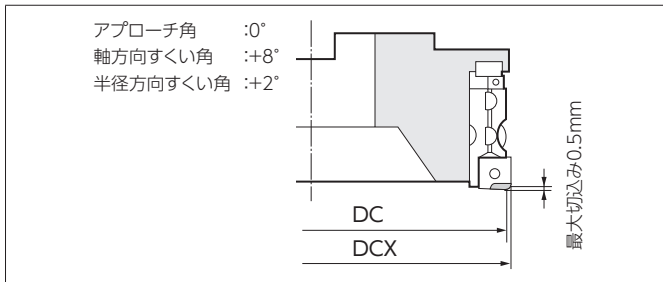 アプローチ角 :0°
軸方向すくい角 :+8°
半径方向すくい角 :+2°
最大切込み0.5mm
DC
DCX